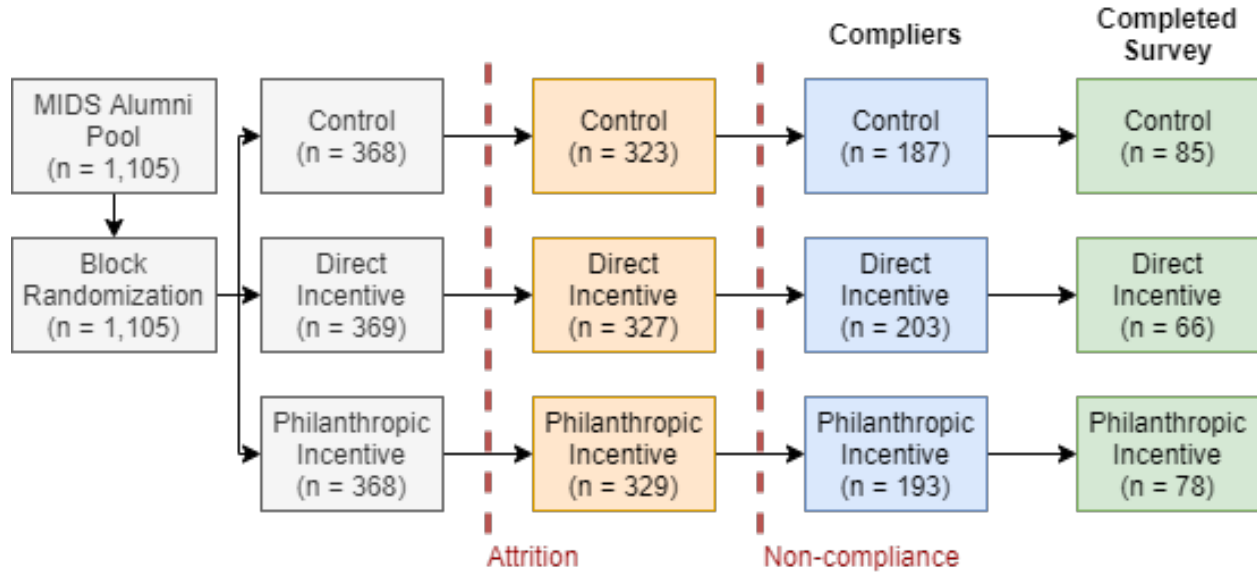 Compliers
Completed
Survey
MIDS Alumni
Pool
(n = 1,105)
Control
(n = 368)
Control
(n = 323)
Control
(n = 187)
Control
(n = 85)
Block
Randomization
(n = 1,105)
Direct
Incentive
(n = 369)
Direct
Incentive
(n = 327)
Direct
Incentive
(n = 203)
Direct
Incentive
(n = 66)
Philanthropic
Incentive
(n = 368)
Philanthropic
Incentive
(n = 329)
Philanthropic
Incentive
(n = 193)
Philanthropic
Incentive
(n = 78)
Attrition
Non-compliance